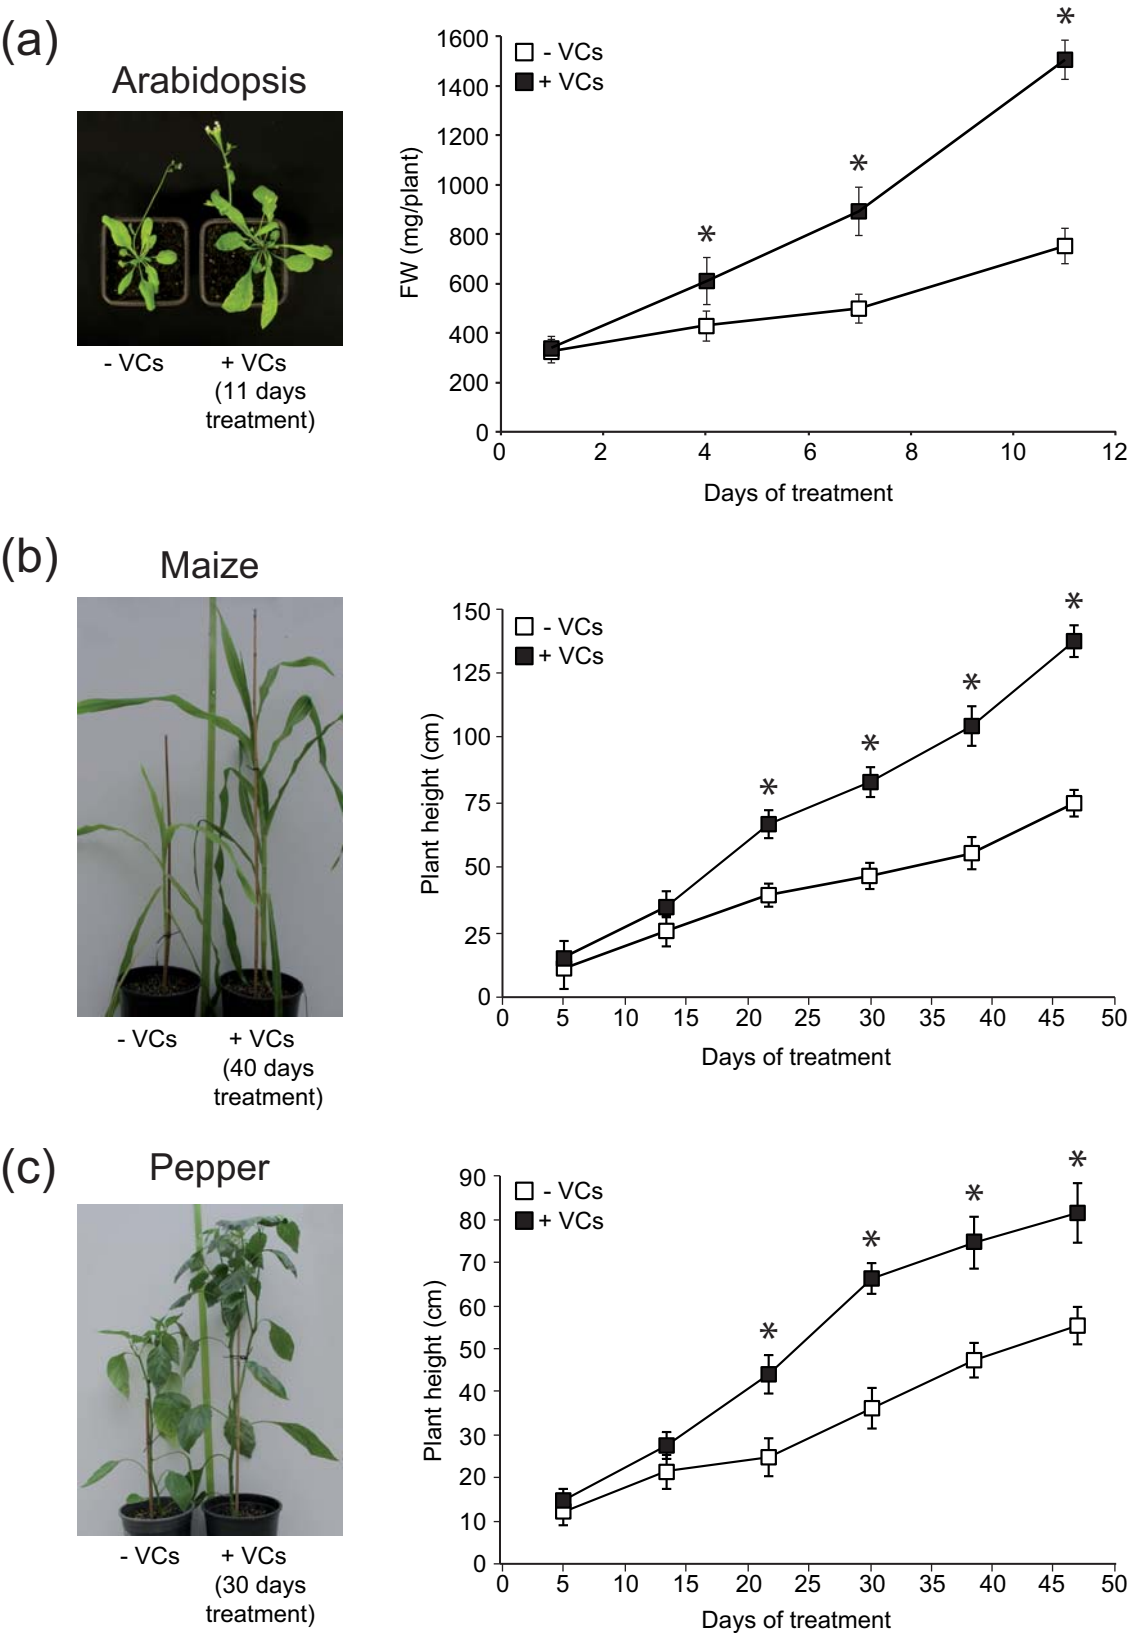 (a)
Arabidopsis
- VCs
+ VCs
(11 days
treatment)
FW (mg/plant)
1600
1400
1200
1000
800
600
400
200
0
- VCs
+ VCs
*
*
*
0 2 4 6 8 10 12
Days of treatment
(b)
Maize
- VCs
+ VCs
(40 days
treatment)
Plant height (cm)
150
125
100
75
50
25
0
- VCs
+ VCs
*
*
*
*
0 5 10 15 20 25 30 35 40 45 50
Days of treatment
(c)
Pepper
- VCs
+ VCs
(30 days
treatment)
Plant height (cm)
90
80
70
60
50
40
30
20
10
0
- VCs
+ VCs
*
*
*
*
0 5 10 15 20 25 30 35 40 45 50
Days of treatment